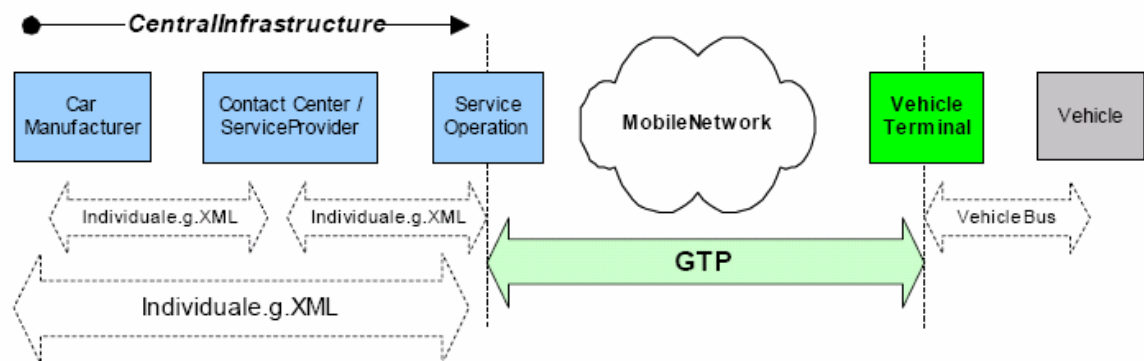 CentralInfrastructure
Car
Manufacturer
Contact Center /
ServiceProvider
Service
Operation
MobileNetwork
Vehicle
Terminal
Vehicle
Individuale.g.XML
Individuale.g.XML
VehicleBus
GTP
Individuale.g.XML